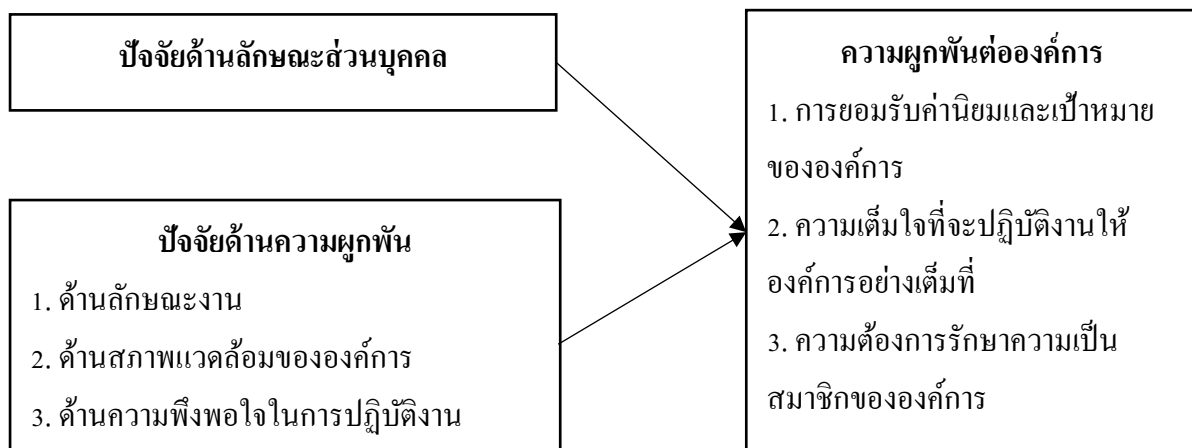 ปัจจัยด้านลักษณะส่วนบุคคล
ปัจจัยด้านความผูกพัน
1. ด้านลักษณะงาน
2. ด้านสภาพแวดล้อมขององค์การ
3. ด้านความพึงพอใจในการปฏิบัติงาน
ความผูกพันต่อองค์การ
1. การยอมรับค่านิยมและเป้าหมาย
ขององค์การ
2. ความเต็มใจที่จะปฏิบัติงานให้
องค์การอย่างเต็มที่
3. ความต้องการรักษาความเป็น
สมาชิกขององค์การ